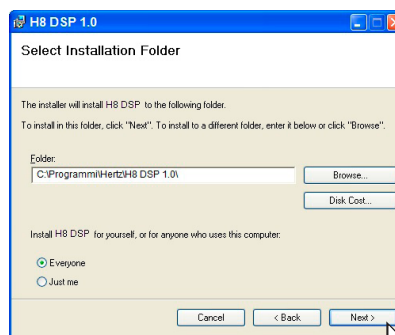 H8 DSP 1.0
Select Installation Folder
The installer will install H8 DSP to the following folder.
To install in this folder, click "Next". To install to a different folder, enter it below or click "Browse".
Folder:
C:\Programmi\Hertz\H8 DSP 1.0\
Browse...
Disk Cost...
Install H8 DSP for yourself, or for anyone who uses this computer:
Everyone
Just me
Cancel
< Back
Next >